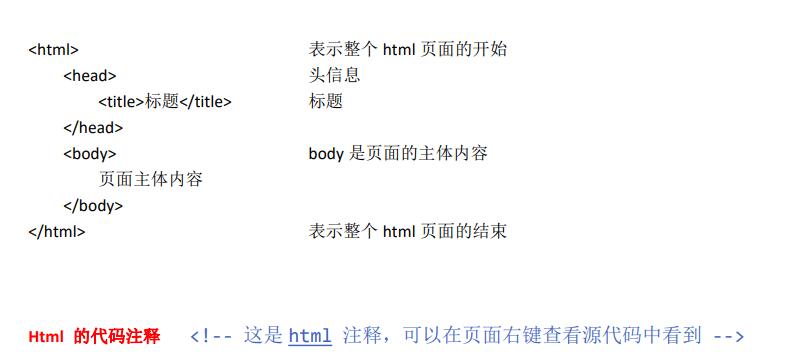 <html> 表示整个 html 页面的开始
<head> 头信息
<title>标题</title> 标题
</head>
<body> body 是页面的主体内容
页面主体内容
</body>
</html> 表示整个 html 页面的结束
Html 的代码注释 <!-- 这是 html 注释，可以在页面右键查看源代码中看到 -->